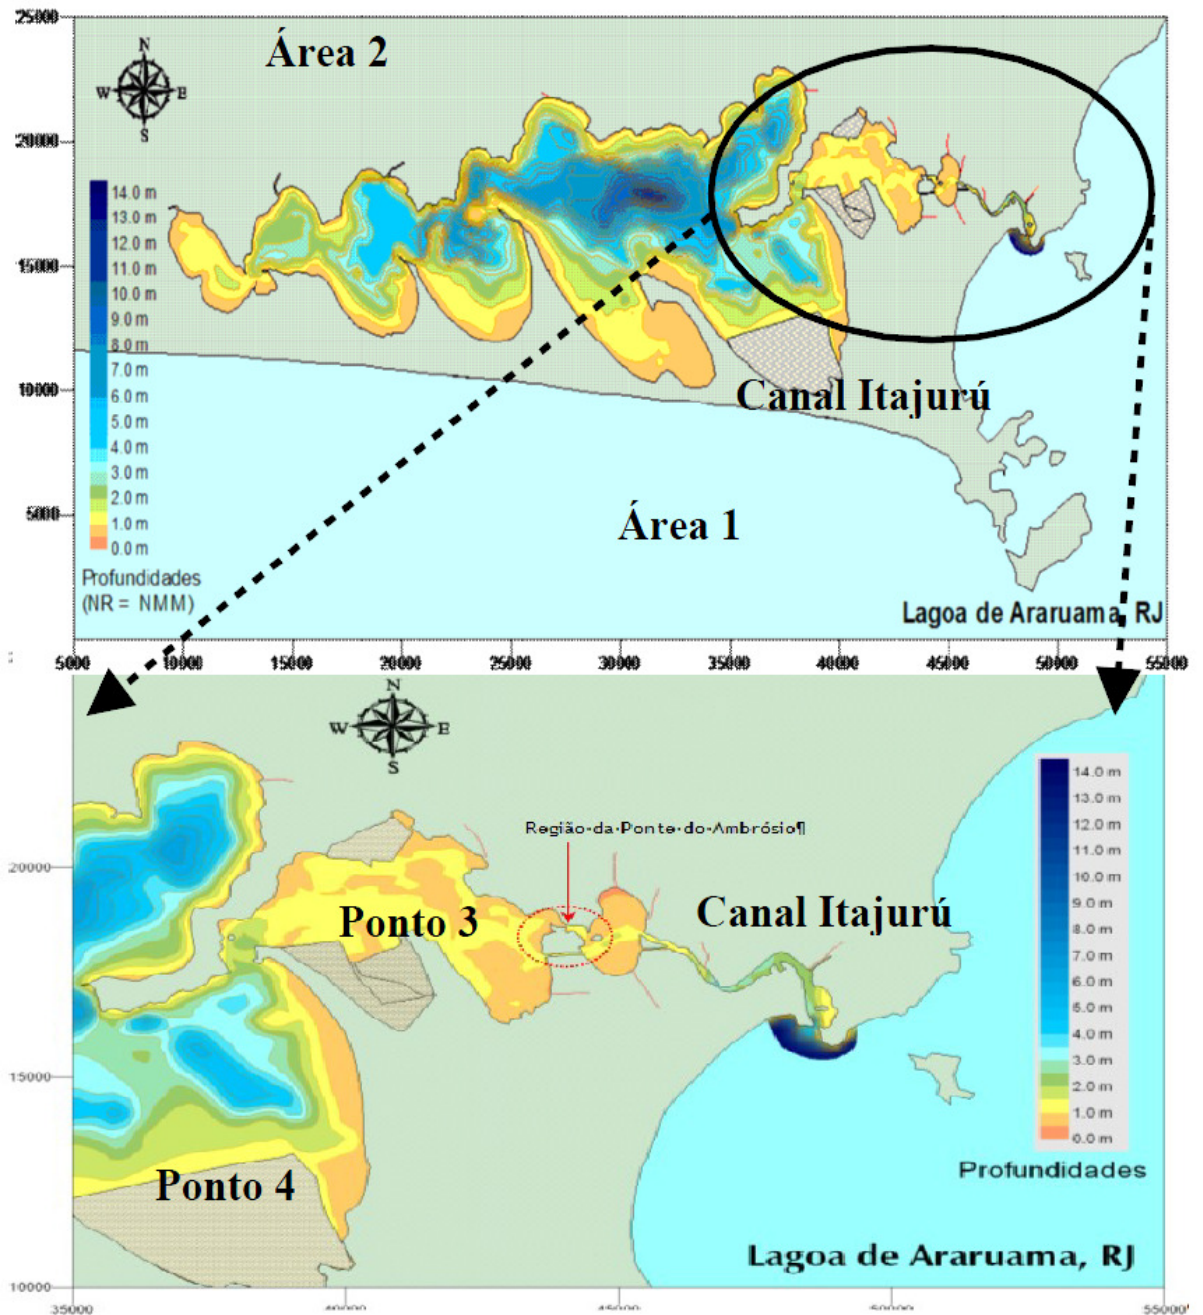 25000
Área 2
N
W E
S
20000
14.0 m
13.0 m
12.0 m
11.0 m
10.0 m
9.0 m
8.0 m
7.0 m
6.0 m
5.0 m
4.0 m
3.0 m
2.0 m
1.0 m
0.0 m
15000
10000
5000
Canal Itajurú
Área 1
Profundidades
(NR = NMM)
Lagoa de Araruama, RJ
5000 10000 15000 20000 25000 30000 35000 40000 45000 50000 55000
N
W E
S
Região·da·Ponte·do·Ambrósio¶
20000
Ponto 3
Canal Itajurú
14.0 m
13.0 m
12.0 m
11.0 m
10.0 m
9.0 m
8.0 m
7.0 m
6.0 m
5.0 m
4.0 m
3.0 m
2.0 m
1.0 m
0.0 m
15000
Profundidades
Ponto 4
Lagoa de Araruama, RJ
10000
35000 40000 45000 50000 55000